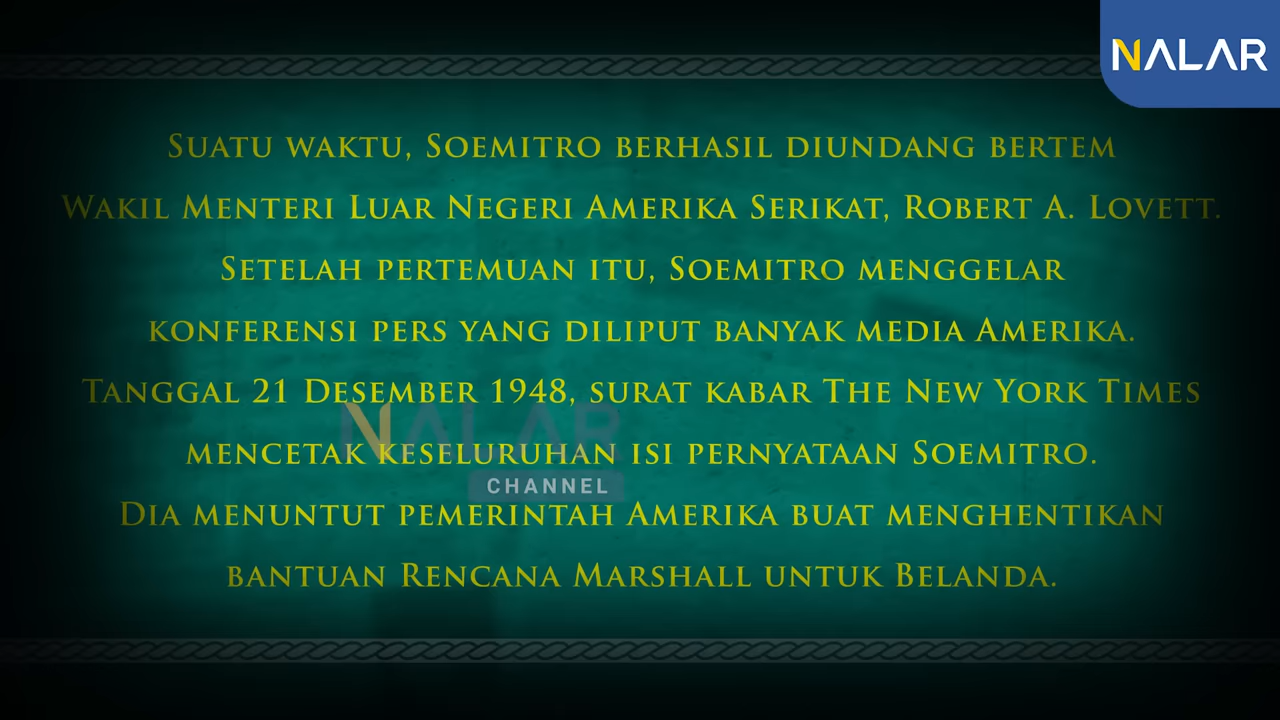 NALAR
Suatu waktu, Soemitro berhasil diundang bertem
Wakil Menteri Luar Negeri Amerika Serikat, Robert A. Lovett.
Setelah pertemuan itu, Soemitro menggelar
konferensi pers yang diliput banyak media Amerika.
Tanggal 21 Desember 1948, surat kabar The New York Times
mencetak keseluruhan isi pernyataan Soemitro.
Dia menuntut pemerintah Amerika buat menghentikan
bantuan Rencana Marshall untuk Belanda.
NALAR
CHANNEL